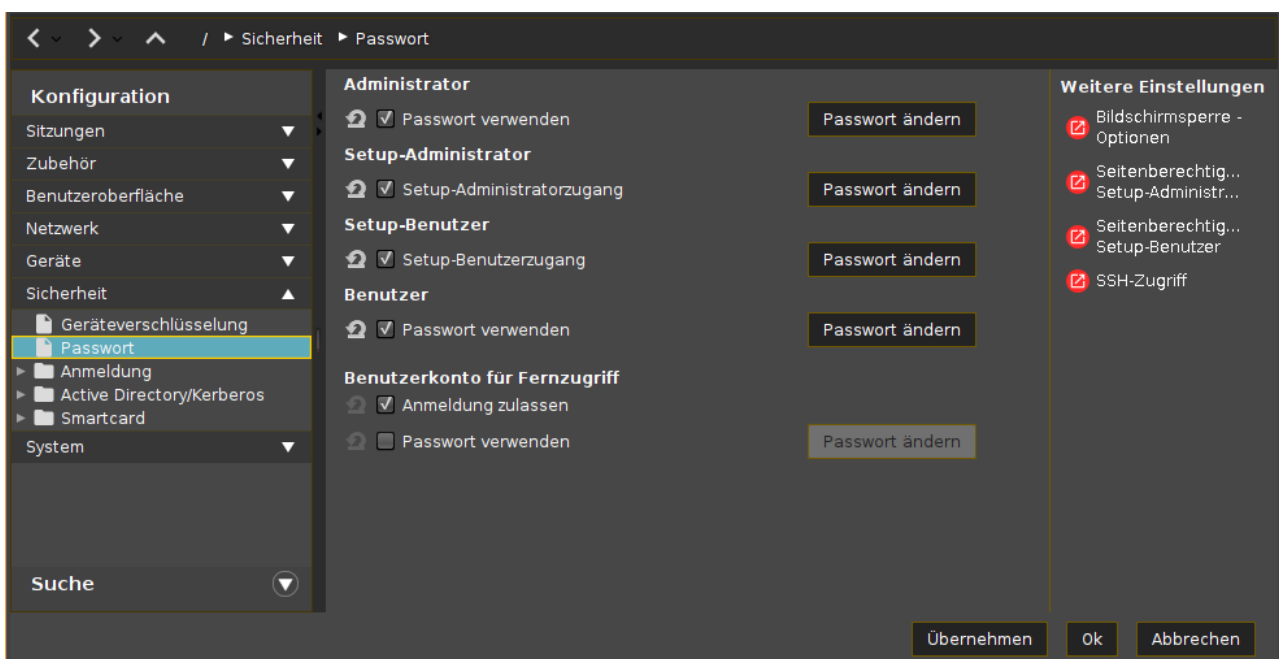 / Sicherheit Passwort
Konfiguration
Sitzungen
Zubehör
Benutzeroberfläche
Netzwerk
Geräte
Sicherheit
Geräteverschlüsselung
Passwort
Anmeldung
Active Directory/Kerberos
Smartcard
System
Suche
Administrator
Passwort verwenden Passwort ändern
Setup-Administrator
Setup-Administratorzugang Passwort ändern
Setup-Benutzer
Setup-Benutzerzugang Passwort ändern
Benutzer
Passwort verwenden Passwort ändern
Benutzerkonto für Fernzugriff
Anmeldung zulassen
Passwort verwenden Passwort ändern
Weitere Einstellungen
Bildschirmsperre -
Optionen
Seitenberechtig...
Setup-Administr...
Seitenberechtig...
Setup-Benutzer
SSH-Zugriff
Übernehmen Ok Abbrechen